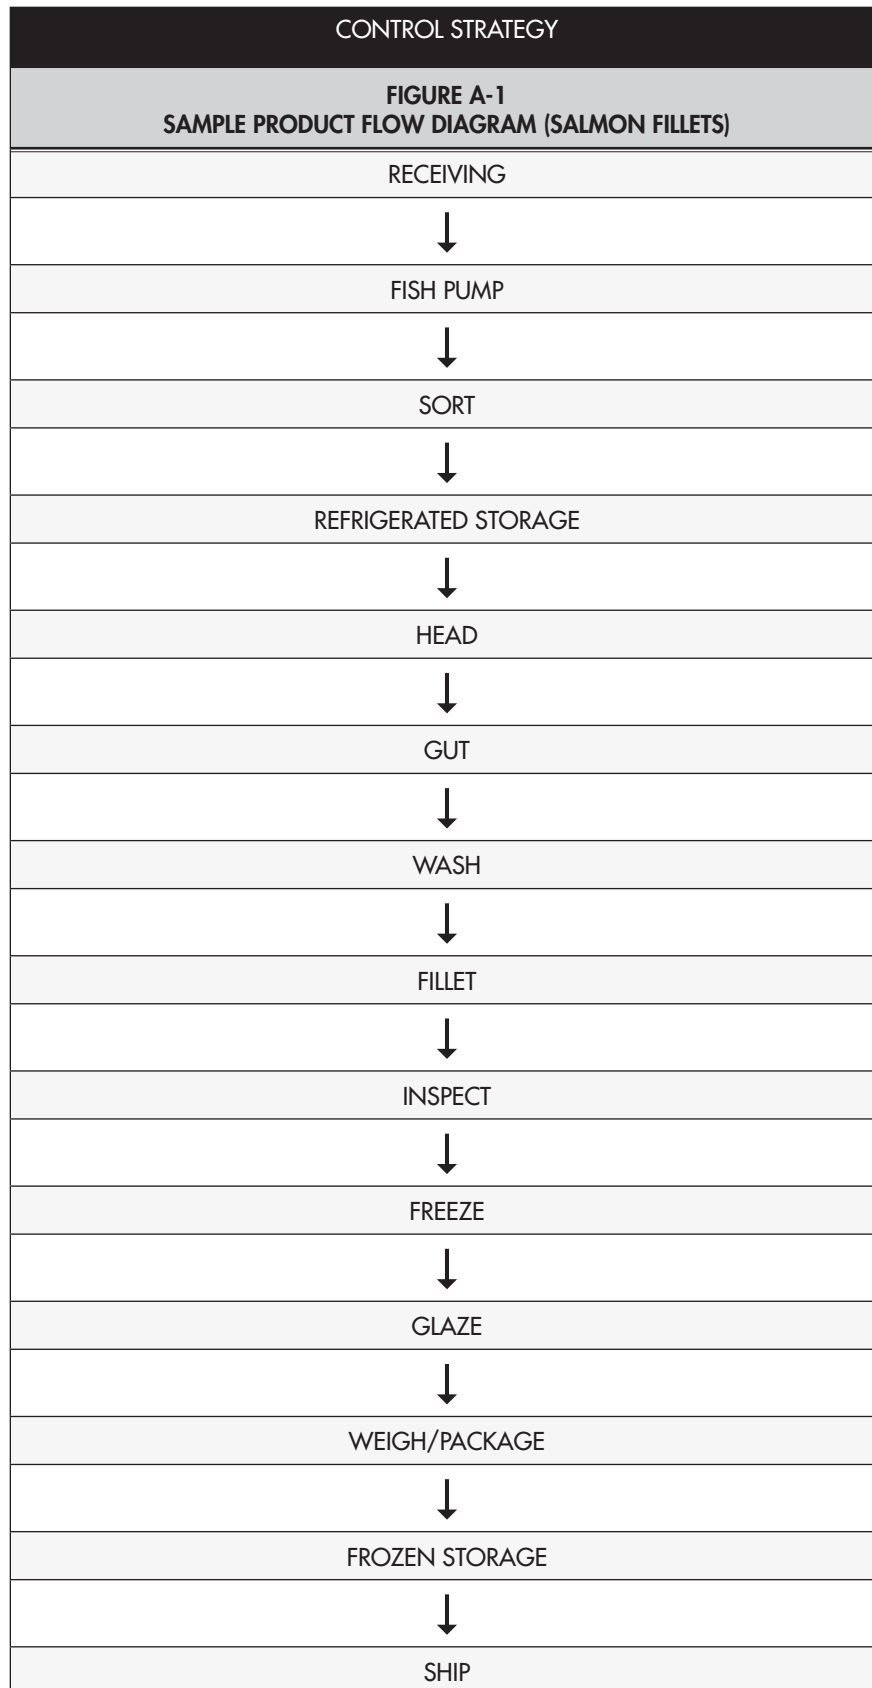 CONTROL STRATEGY
FIGURE A-1
SAMPLE PRODUCT FLOW DIAGRAM (SALMON FILLETS)
RECEIVING
FISH PUMP
SORT
REFRIGERATED STORAGE
HEAD
GUT
WASH
FILLET
INSPECT
FREEZE
GLAZE
WEIGH/PACKAGE
FROZEN STORAGE
SHIP